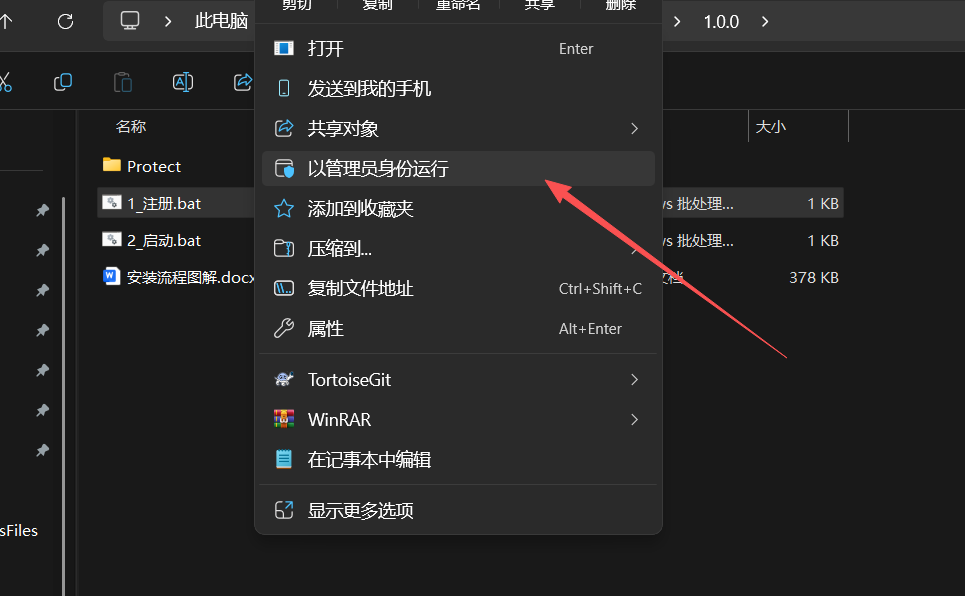 剪切 复制 重命名 共享 删除
此电脑 1.0.0
打开 Enter
发送到我的手机
共享对象
名称 大小
Protect
以管理员身份运行
1_注册.bat 批处理... 1 KB
添加到收藏夹
2_启动.bat 批处理... 1 KB
压缩到...
安装流程图解.docx 文档 378 KB
复制文件地址 Ctrl+Shift+C
属性 Alt+Enter
TortoiseGit
WinRAR
在记事本中编辑
显示更多选项
sFiles